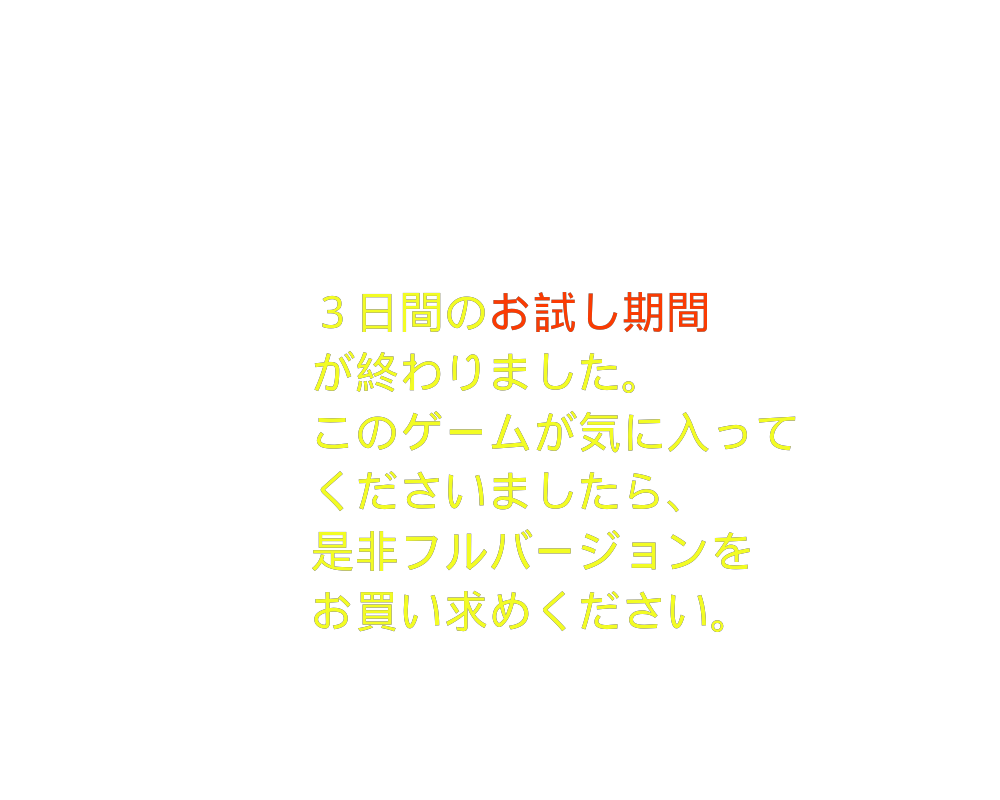 ３日間のお試し期間
が終わりました。
このゲームが気に入って
くださいましたら、
是非フルバージョンを
お買い求めください。